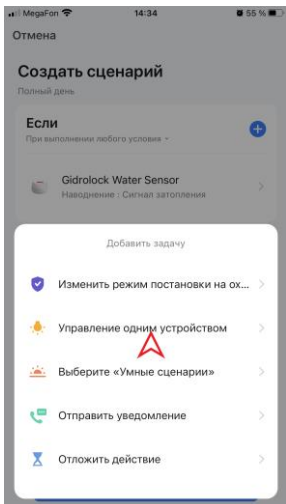 MegaFon 14:34 55 %
Отмена
Создать сценарий
Полный день
Если
При выполнении любого условия
Gidrolock Water Sensor
Наводнение : Сигнал затопления
Добавить задачу
Изменить режим постановки на ох...
Управление одним устройством
Выберите «Умные сценарии»
Отправить уведомление
Отложить действие